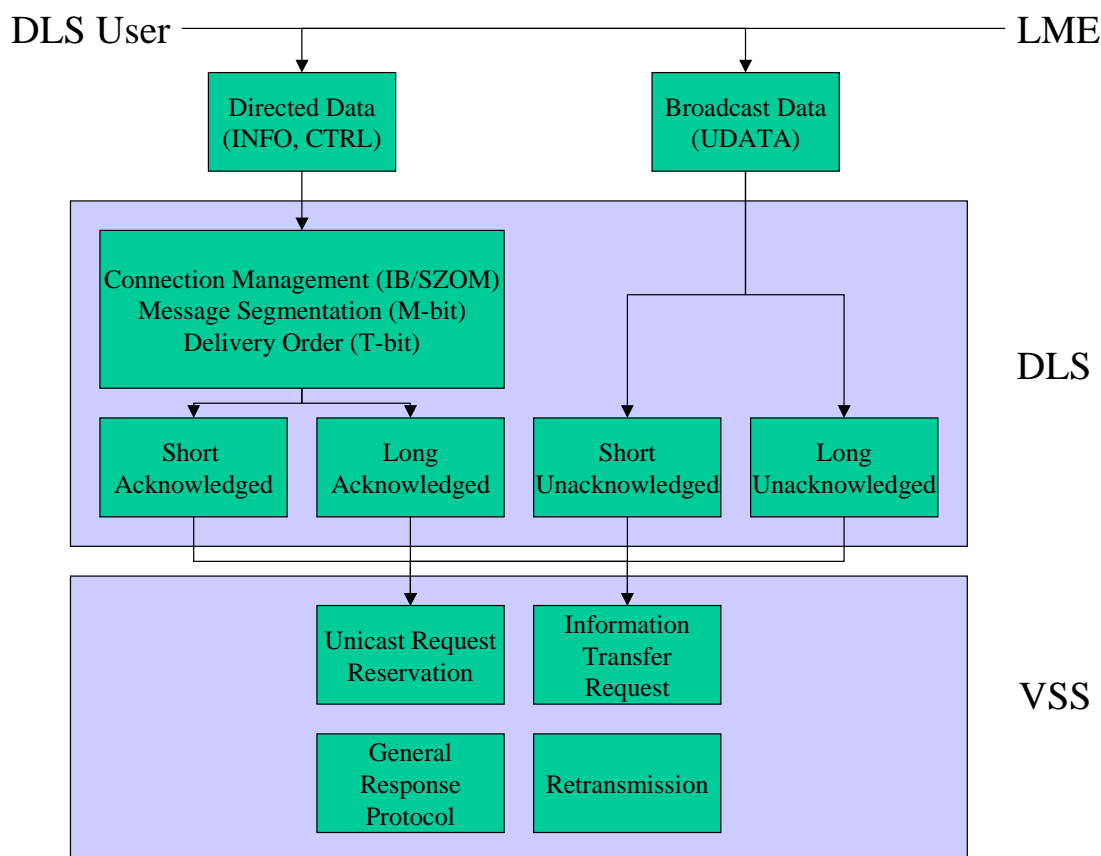 DLS User
LME
Directed Data
(INFO, CTRL)
Broadcast Data
(UDATA)
Connection Management (IB/SZOM)
Message Segmentation (M-bit)
Delivery Order (T-bit)
DLS
Short
Acknowledged
Long
Acknowledged
Short
Unacknowledged
Long
Unacknowledged
Unicast Request
Reservation
Information
Transfer
Request
VSS
General
Response
Protocol
Retransmission